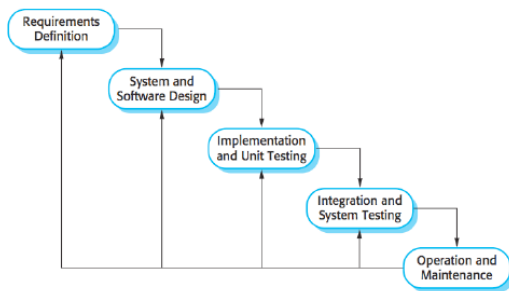 Requirements
Definition
System and
Software Design
Implementation
and Unit Testing
Integration and
System Testing
Operation and
Maintenance